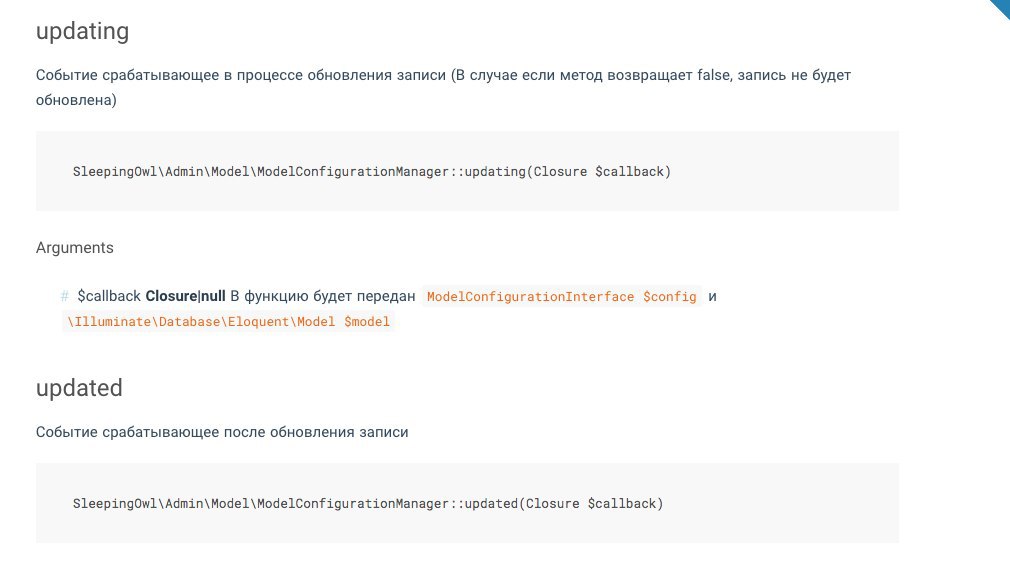 updating
Событие срабатывающее в процессе обновления записи (В случае если метод возвращает false, запись не будет
обновлена)
SleepingOwl\Admin\Model\ModelConfigurationManager::updating(Closure $callback)
Arguments
# $callback Closure|null В функцию будет передан ModelConfigurationInterface $config и
\Illuminate\Database\Eloquent\Model $model
updated
Событие срабатывающее после обновления записи
SleepingOwl\Admin\Model\ModelConfigurationManager::updated(Closure $callback)